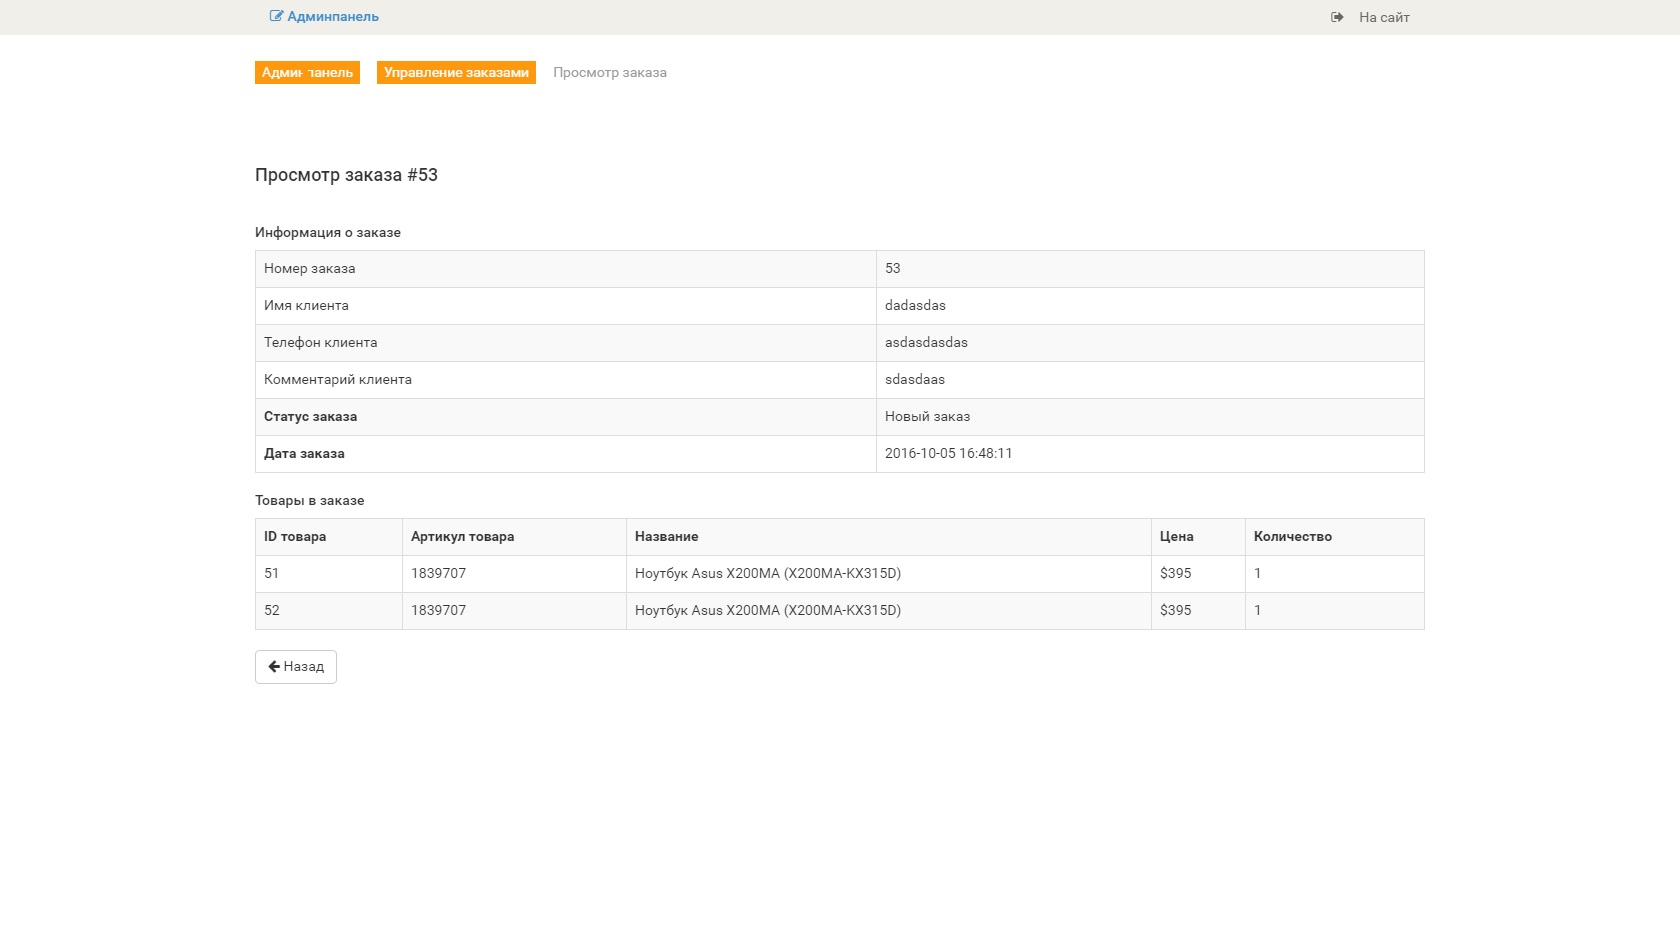 Админпанель На сайт
Админпанель Управление заказами Просмотр заказа
Просмотр заказа #53
Информация о заказе
Номер заказа 53
Имя клиента dadasdas
Телефон клиента asdasdasdas
Комментарий клиента sdasdaas
Статус заказа Новый заказ
Дата заказа 2016-10-05 16:48:11
Товары в заказе
ID товара Артикул товара Название Цена Количество
51 1839707 Ноутбук Asus X200MA (X200MA-KX315D) $395 1
52 1839707 Ноутбук Asus X200MA (X200MA-KX315D) $395 1
Назад